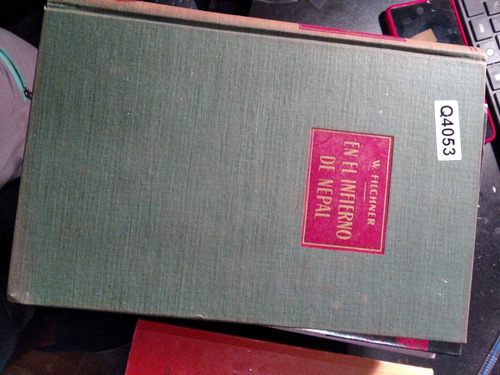 Q4053
W. FILCHNER
EN EL INFIERNO
DE NEPAL